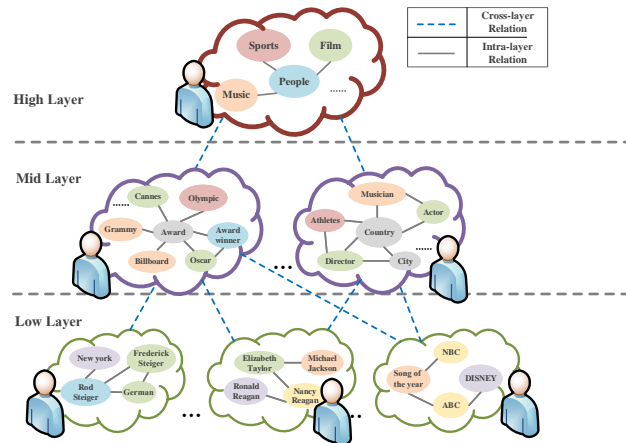 Cross-layer
Relation
Intra-layer
Relation
Sports
Film
People
Music
......
High Layer
Mid Layer
Cannes
Olympic
......
Grammy
Award
Award
winner
Billboard
Oscar
...
Musician
Actor
Athletes
Country
......
Director
City
Low Layer
New york
Frederick
Steiger
Rod
Steiger
German
...
Elizabeth
Taylor
Michael
Jackson
Ronald
Reagan
Nancy
Reagan
..
NBC
Song of
the year
DISNEY
ABC